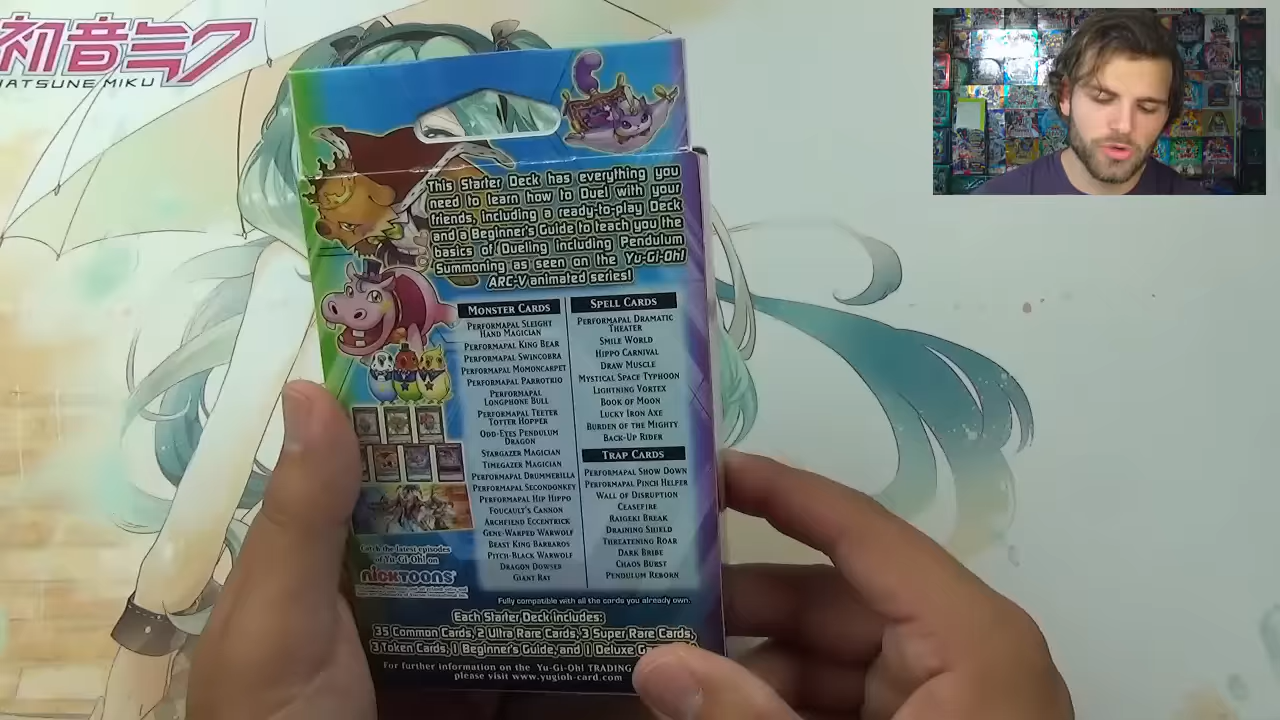 初音ミク
HATSUNE MIKU
This Starter Deck has everything you
need to learn how to Duel with your
friends, including a ready-to-play Deck
and a Beginner's Guide to teach you the
basics of Dueling including Pendulum
Summoning as seen on the Yu-Gi-Oh!
ARC-V animated series!
MONSTER CARDS
PERFORMAPAL SLEIGHT
HAND MAGICIAN
PERFORMAPAL KING BEAR
PERFORMAPAL SWINCOBRA
PERFORMAPAL MOMONCARPET
PERFORMAPAL PARROTRIO
PERFORMAPAL
LONGPHONE BULL
PERFORMAPAL TEETER
TOTTER HOPPER
ODD-EYES PENDULUM
DRAGON
STARGAZER MAGICIAN
TIMEGAZER MAGICIAN
PERFORMAPAL DRUMMERILLA
PERFORMAPAL SECONDONKEY
PERFORMAPAL HIP HIPPO
FOUCAULT'S CANNON
ARCHFIEND ECCENTRICK
GENE-WARPED WARWOLF
BEAST KING BARBAROS
PITCH-BLACK WARWOLF
DRAGON DOWSER
GIANT RAT
SPELL CARDS
PERFORMAPAL DRAMATIC
THEATER
SMILE WORLD
HIPPO CARNIVAL
DRAW MUSCLE
MYSTICAL SPACE TYPHOON
LIGHTNING VORTEX
BOOK OF MOON
LUCKY IRON AXE
BURDEN OF THE MIGHTY
BACK-UP RIDER
TRAP CARDS
PERFORMAPAL SHOW DOWN
PERFORMAPAL PINCH HELPER
WALL OF DISRUPTION
CEASEFIRE
RAIGEKI BREAK
DRAINING SHIELD
THREATENING ROAR
DARK BRIBE
CHAOS BURST
PENDULUM REBORN
Catch the latest episodes
of Yu-Gi-Oh! on
nicktoons
Fully compatible with all the cards you already own.
Each Starter Deck includes:
35 Common Cards, 2 Ultra Rare Cards, 3 Super Rare Cards,
3 Token Cards, 1 Beginner's Guide, and 1 Deluxe
For further information on the Yu-Gi-Oh! TRADING
please visit www.yugioh-card.com